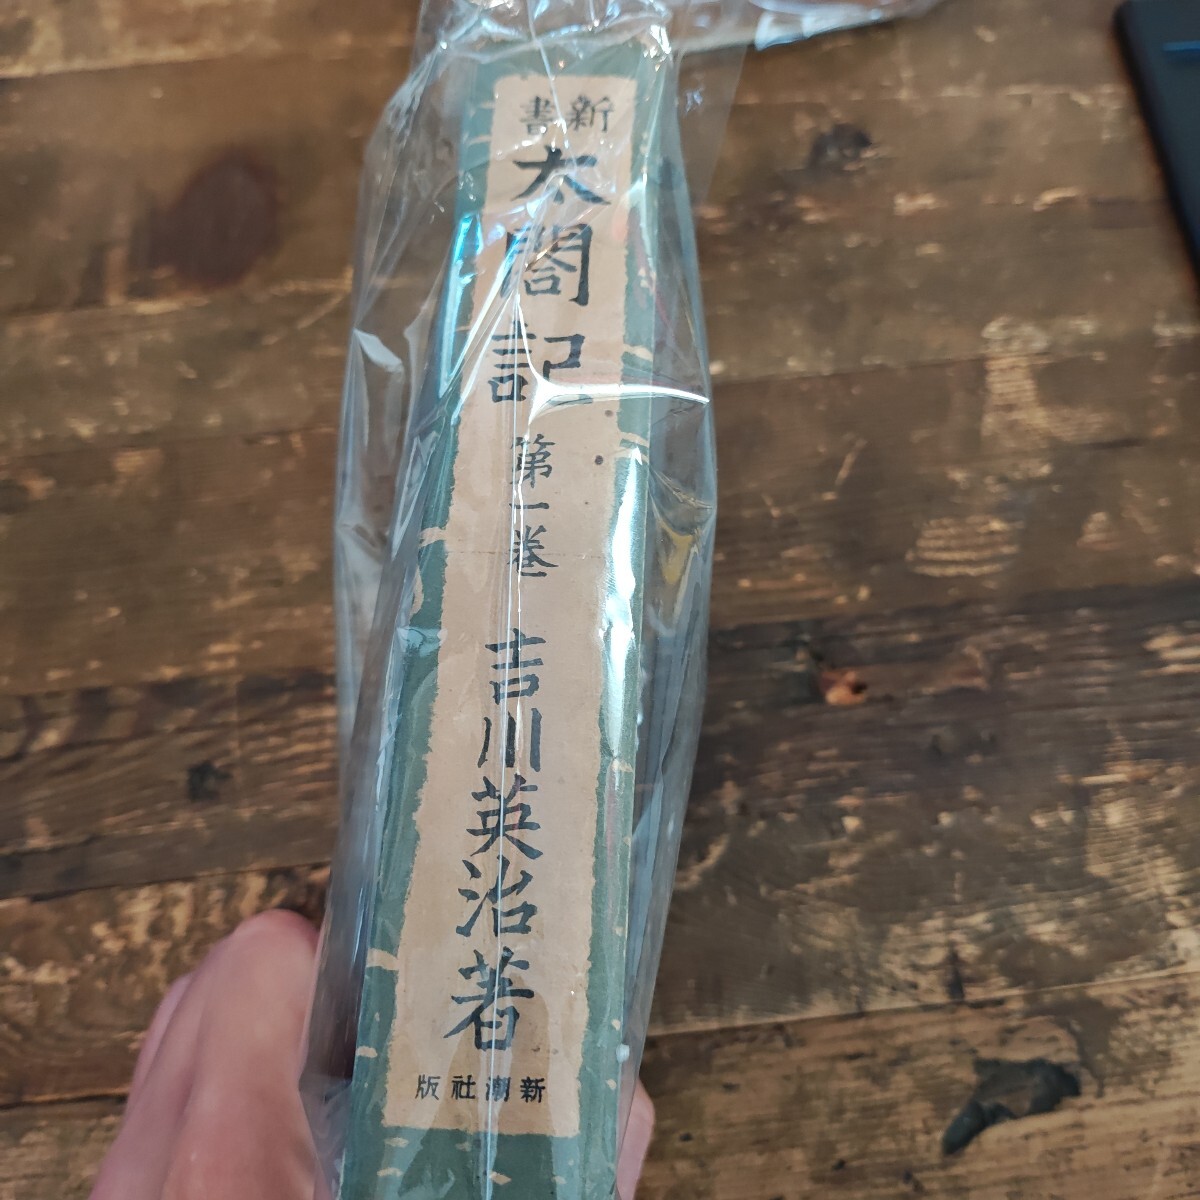 新書
太閤記
第一巻
吉川英治著
新潮社版